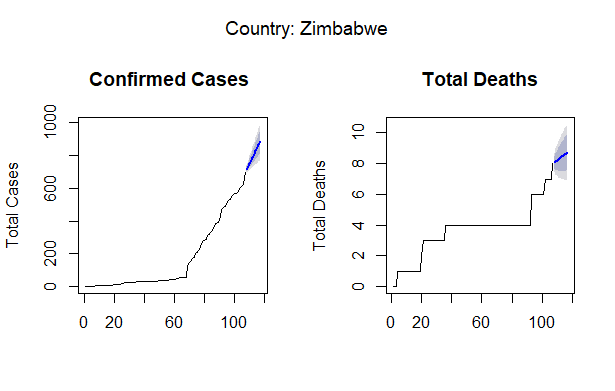 Country: Zimbabwe
Confirmed Cases
Total Deaths
Total Cases
0 200 600 1000
0 20 60 100
Total Deaths
0 2 4 6 8 10
0 20 60 100